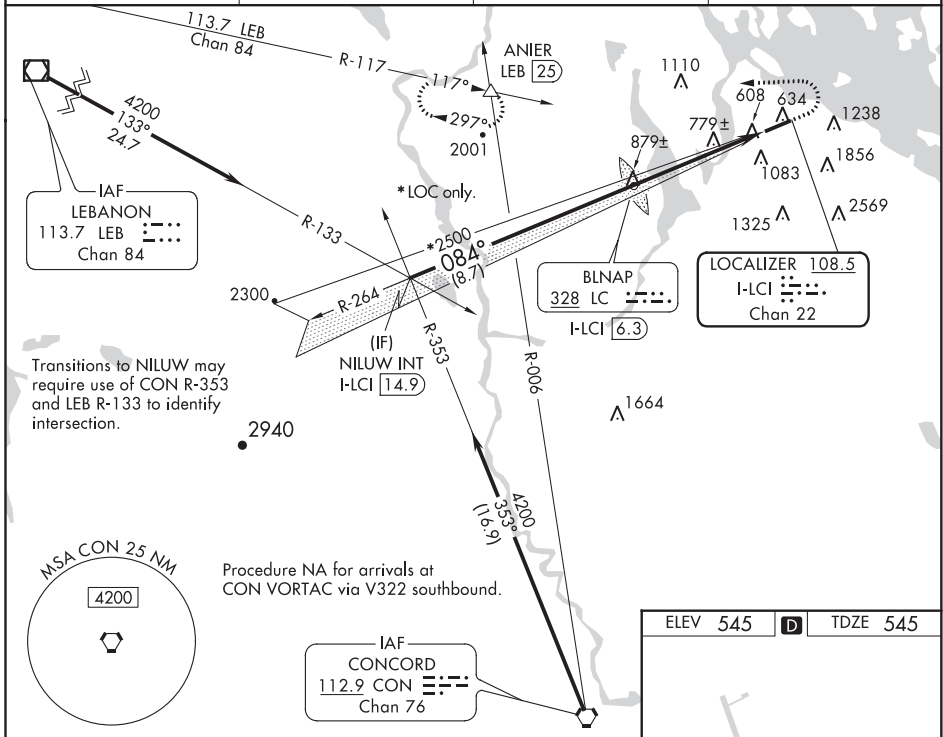 113.7 LEB
Chan 84
R-117
117°
297°
ANIER
LEB 25
2001
1110
608
634
1238
779±
879±
1083
1856
1325
2569
4200
133°
24.7
IAF
LEBANON
113.7 LEB
Chan 84
R-133
*LOC only.
*2500
084°
(8.7)
2300
R-264
(IF)
NILUW INT
I-LCI 14.9
R-353
R-006
BLNAP
328 LC
I-LCI 6.3
LOCALIZER 108.5
I-LCI
Chan 22
Transitions to NILUW may
require use of CON R-353
and LEB R-133 to identify
intersection.
2940
1664
4200
353°
(16.9)
MSA CON 25 NM
4200
Procedure NA for arrivals at
CON VORTAC via V322 southbound.
IAF
CONCORD
112.9 CON
Chan 76
ELEV 545 D TDZE 545